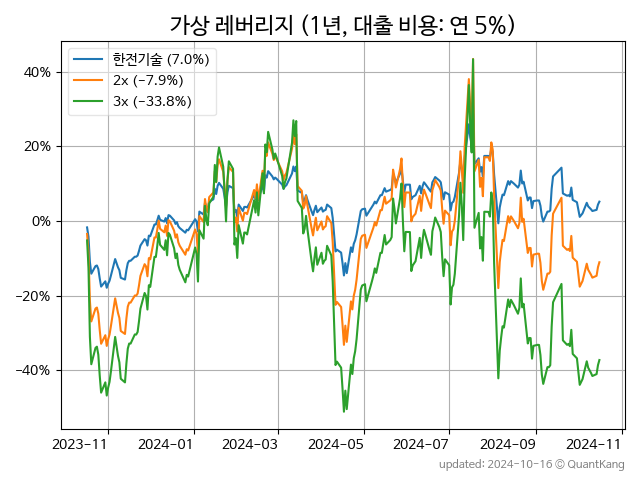 가상 레버리지 (1년, 대출 비용: 연 5%)
한전기술 (7.0%)
2x (−7.9%)
3x (−33.8%)
40%
20%
0%
−20%
−40%
2023-11 2024-01 2024-03 2024-05 2024-07 2024-09 2024-11
updated: 2024-10-16 © QuantKang